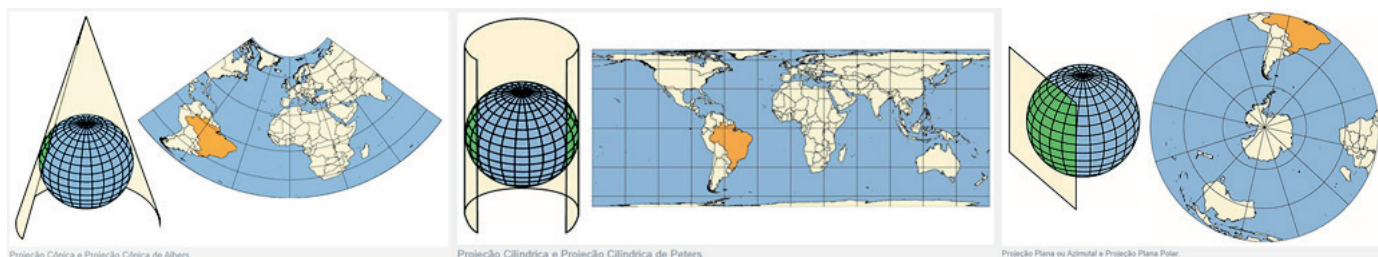 Projeção Cônica e Projeção Cônica de Albers
Projeção Cilíndrica e Projeção Cilíndrica de Peters
Projeção Plana ou Azimutal e Projeção Plana Polar.